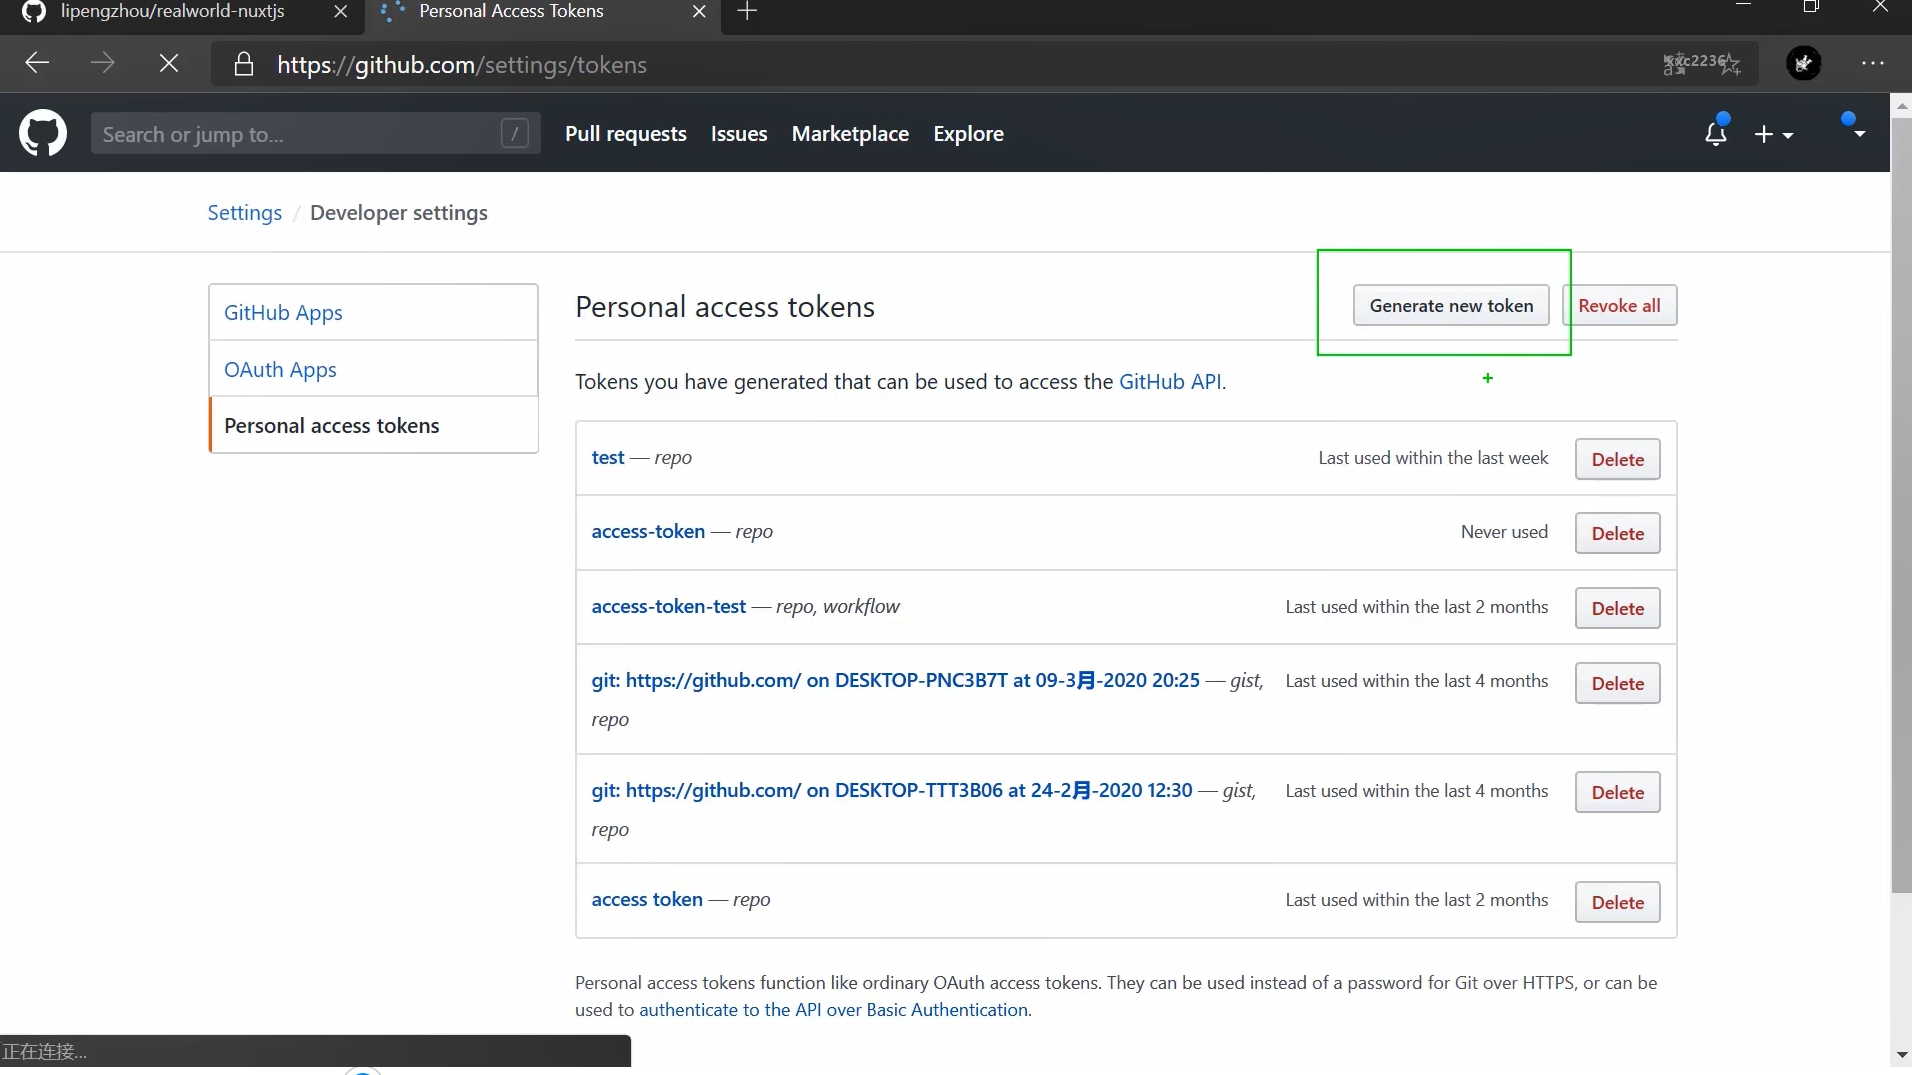 lipengzhou/realworld-nuxtjs
Personal Access Tokens
https://github.com/settings/tokens
Search or jump to...
/
Pull requests
Issues
Marketplace
Explore
Settings / Developer settings
GitHub Apps
OAuth Apps
Personal access tokens
Personal access tokens
Generate new token
Revoke all
Tokens you have generated that can be used to access the GitHub API.
test — repo
Last used within the last week
Delete
access-token — repo
Never used
Delete
access-token-test — repo, workflow
Last used within the last 2 months
Delete
git: https://github.com/ on DESKTOP-PNC3B7T at 09-3月-2020 20:25 — gist,
repo
Last used within the last 4 months
Delete
git: https://github.com/ on DESKTOP-TTT3B06 at 24-2月-2020 12:30 — gist,
repo
Last used within the last 4 months
Delete
access token — repo
Last used within the last 2 months
Delete
Personal access tokens function like ordinary OAuth access tokens. They can be used instead of a password for Git over HTTPS, or can be
used to authenticate to the API over Basic Authentication.
正在连接...